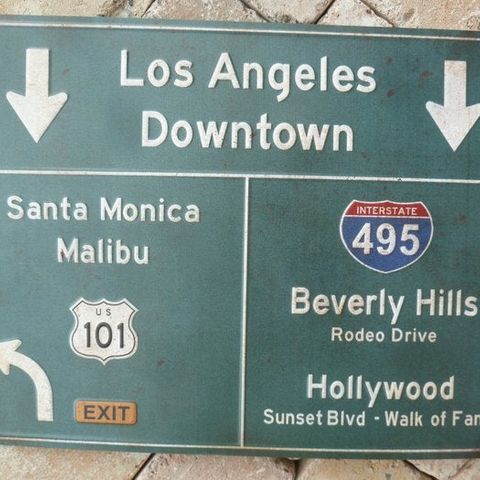 Los Angeles
Downtown
Santa Monica
Malibu
US
101
EXIT
INTERSTATE
495
Beverly Hills
Rodeo Drive
Hollywood
Sunset Blvd - Walk of Fam